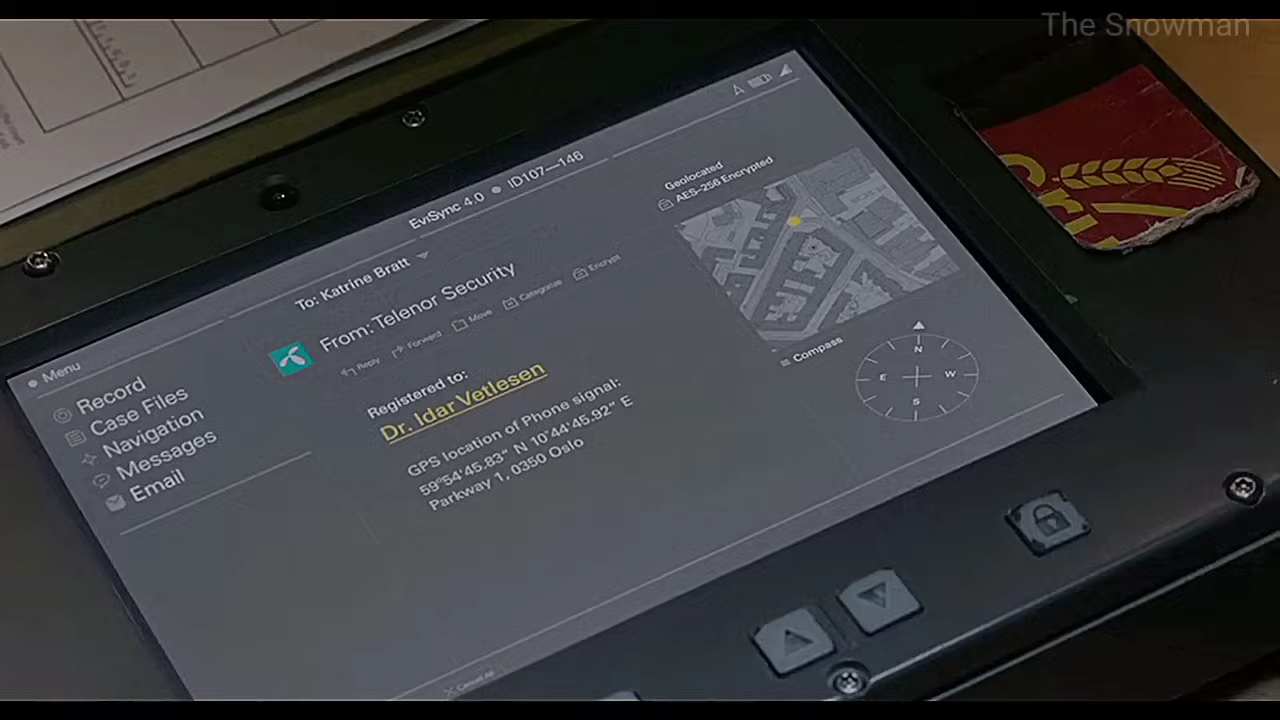 The Snowman
EviSync 4.0 ● ID107—146
Menu
Record
Case Files
Navigation
Messages
Email
To: Katrine Bratt
From: Telenor Security
Reply
Forward
Move
Categorize
Encrypt
Registered to:
Dr. Idar Vetlesen
GPS location of Phone signal:
59°54'45.83" N 10°44'45.92" E
Parkway 1, 0350 Oslo
Geolocated
AES-256 Encrypted
Compass
N
E W
S
Cancel All